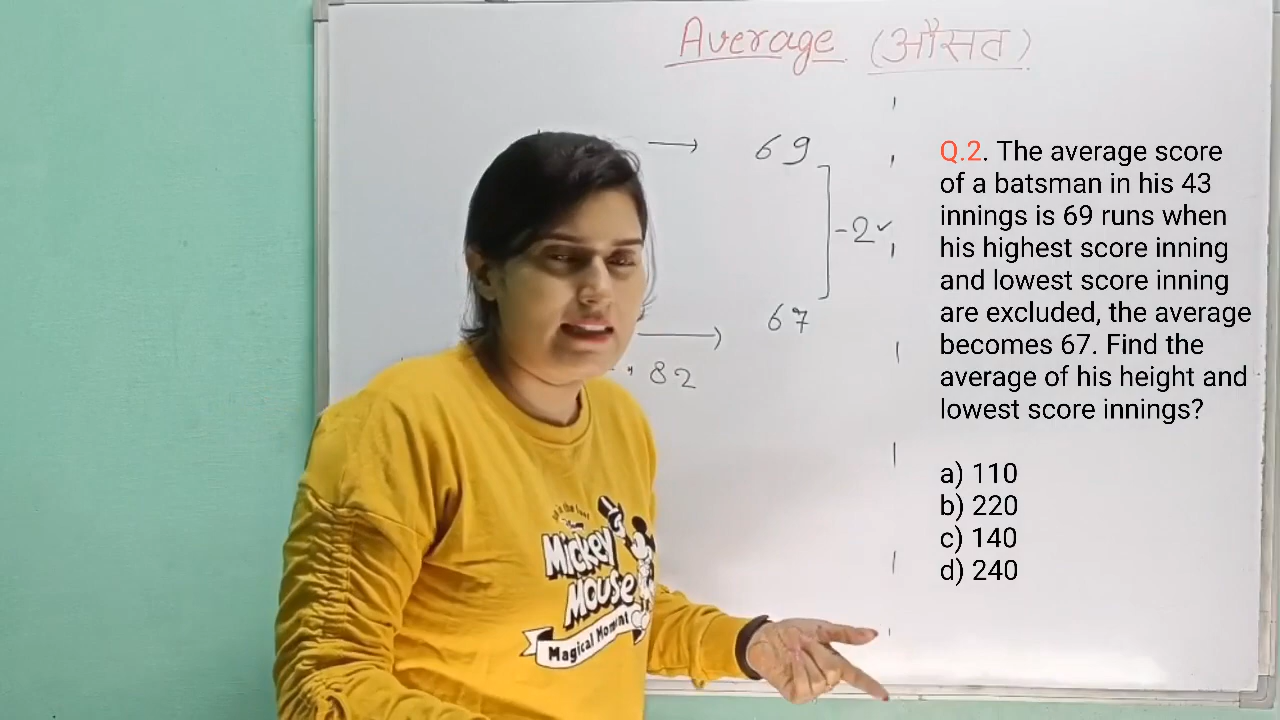 Average (औसत)
69
-2
67
82
Q.2. The average score
of a batsman in his 43
innings is 69 runs when
his highest score inning
and lowest score inning
are excluded, the average
becomes 67. Find the
average of his height and
lowest score innings?
a) 110
b) 220
c) 140
d) 240
Mickey
Mouse
Magical Moment